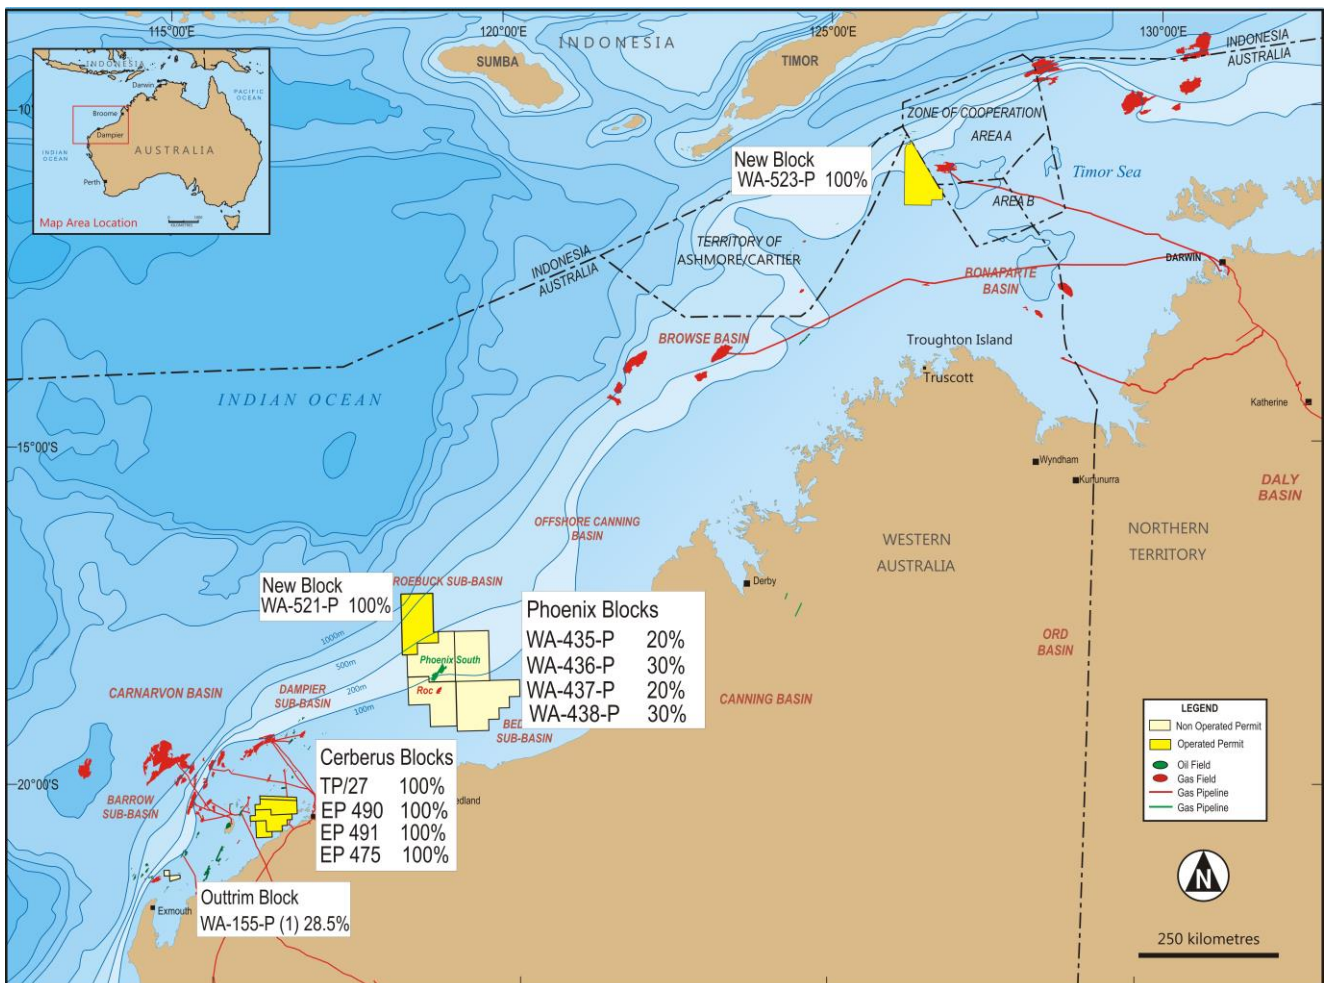 115°00'E
120°00'E
125°00'E
130°00'E
INDONESIA
SUMBA
TIMOR
INDONESIA
AUSTRALIA
INDONESIA
Darwin
PACIFIC
OCEAN
Broome
Dampier
INDIAN
OCEAN
AUSTRALIA
Perth
Map Area Location
10°
ZONE OF COOPERATION
AREA A
New Block
WA-523-P 100%
Timor Sea
AREA B
TERRITORY OF
ASHMORE/CARTIER
INDONESIA
AUSTRALIA
DARWIN
BONAPARTE
BASIN
BROWSE BASIN
Troughton Island
Truscott
INDIAN OCEAN
Katherine
15°00'S
Wyndham
Kununurra
DALY
BASIN
OFFSHORE CANNING
BASIN
WESTERN
AUSTRALIA
NORTHERN
TERRITORY
Derby
New Block
WA-521-P 100%
ROEBUCK SUB-BASIN
Phoenix Blocks
WA-435-P 20%
WA-436-P 30%
WA-437-P 20%
WA-438-P 30%
1000m
500m
200m
100m
Phoenix South
Roc
ORD
BASIN
CARNARVON BASIN
DAMPIER
SUB-BASIN
CANNING BASIN
BED
SUB-BASIN
LEGEND
Non Operated Permit
Operated Permit
Oil Field
Gas Field
Gas Pipeline
Gas Pipeline
Cerberus Blocks
TP/27 100%
EP 490 100%
EP 491 100%
EP 475 100%
20°00'S
BARROW
SUB-BASIN
edland
N
Outtrim Block
WA-155-P (1) 28.5%
Exmouth
250 kilometres